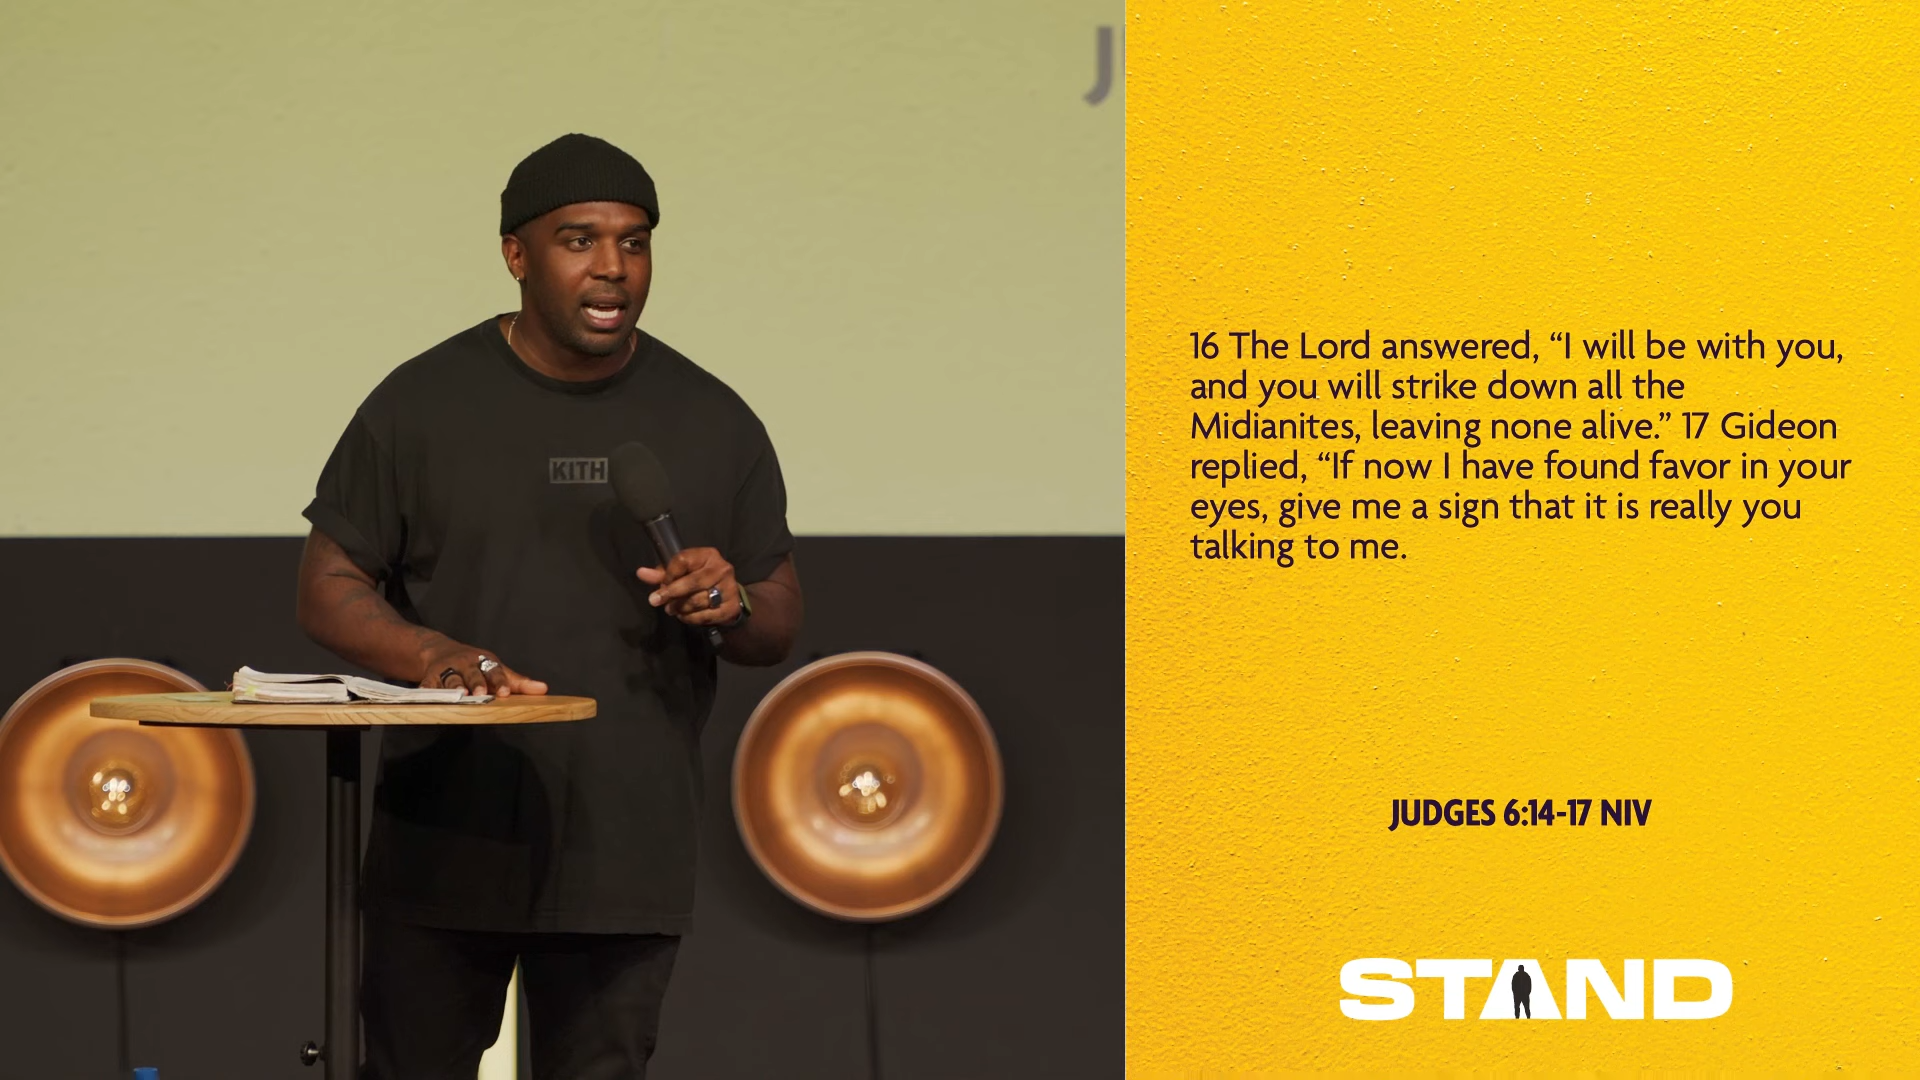 J
KITH
16 The Lord answered, “I will be with you,
and you will strike down all the
Midianites, leaving none alive.” 17 Gideon
replied, “If now I have found favor in your
eyes, give me a sign that it is really you
talking to me.
JUDGES 6:14-17 NIV
STAND